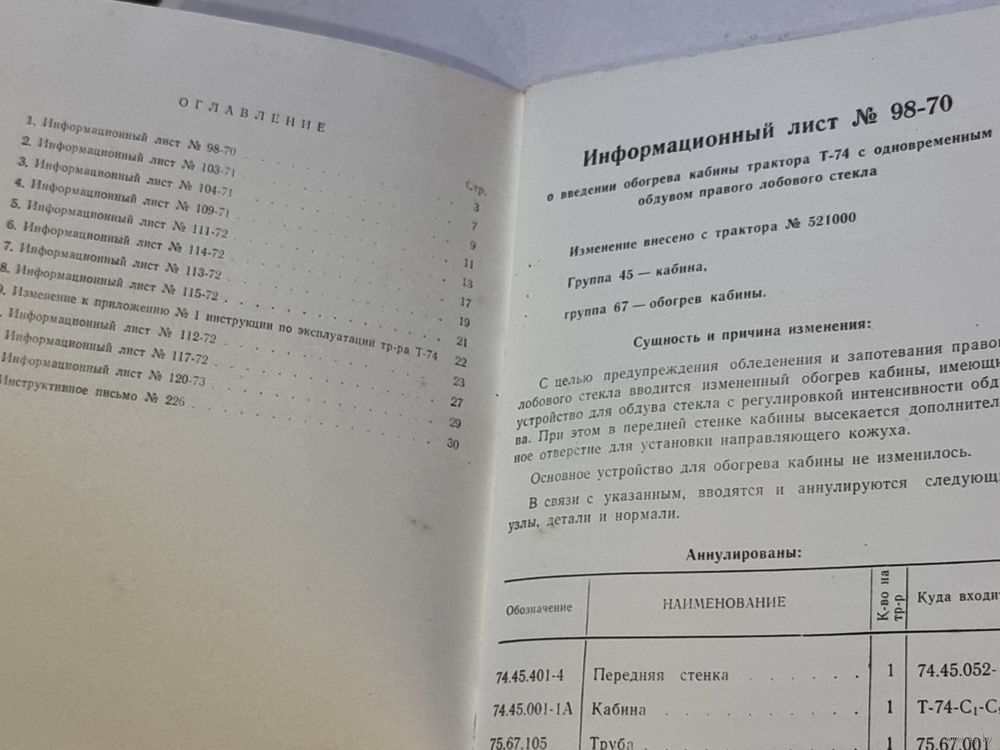 ОГЛАВЛЕНИЕ
Стр.
1. Информационный лист № 98-70 3
2. Информационный лист № 103-71 7
3. Информационный лист № 104-71 9
4. Информационный лист № 109-71 11
5. Информационный лист № 111-72 13
6. Информационный лист № 114-72 17
7. Информационный лист № 113-72 19
8. Информационный лист № 115-72 21
9. Изменение к приложению № 1 инструкции по эксплуатации тр-ра Т-74 22
Информационный лист № 112-72 23
Информационный лист № 117-72 27
Информационный лист № 120-73 29
Инструктивное письмо № 226 30
Информационный лист № 98-70
о введении обогрева кабины трактора Т-74 с одновременным
обдувом правого лобового стекла
Изменение внесено с трактора № 521000
Группа 45 — кабина,
группа 67 — обогрев кабины.
Сущность и причина изменения:
С целью предупреждения обледенения и запотевания правог
лобового стекла вводится измененный обогрев кабины, имеющи
устройство для обдува стекла с регулировкой интенсивности обду
ва. При этом в передней стенке кабины высекается дополнител
ное отверстие для установки направляющего кожуха.
Основное устройство для обогрева кабины не изменилось.
В связи с указанным, вводятся и аннулируются следующи
узлы, детали и нормали.
Аннулированы:
Обозначение НАИМЕНОВАНИЕ К-во на тр-р Куда входит
74.45.401-4 Передняя стенка 1 74.45.052-
74.45.001-1А Кабина 1 Т-74-С₁-С
75.67.105 Труба 1 75.67.001